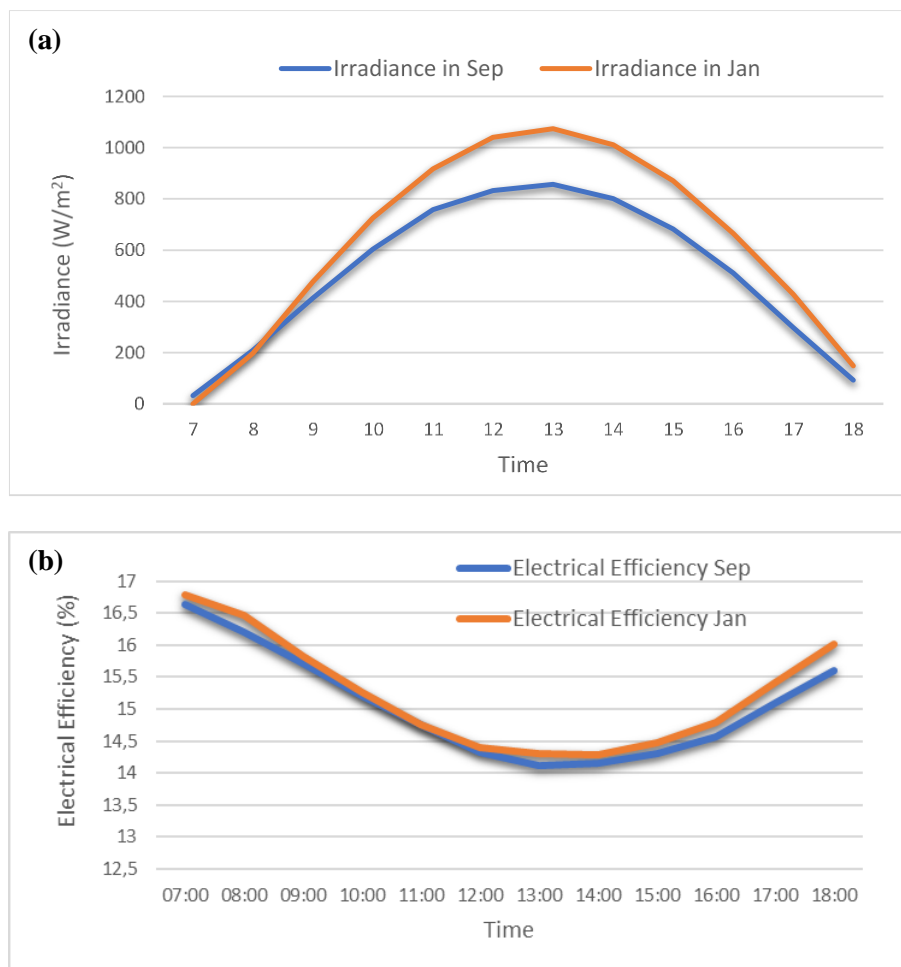 (a)
Irradiance in Sep Irradiance in Jan
1200
1000
800
600
400
200
0
Irradiance (W/m²)
7 8 9 10 11 12 13 14 15 16 17 18
Time
(b)
Electrical Efficiency Sep
Electrical Efficiency Jan
17
16,5
16
15,5
15
14,5
14
13,5
13
12,5
Electrical Efficiency (%)
07:00 08:00 09:00 10:00 11:00 12:00 13:00 14:00 15:00 16:00 17:00 18:00
Time